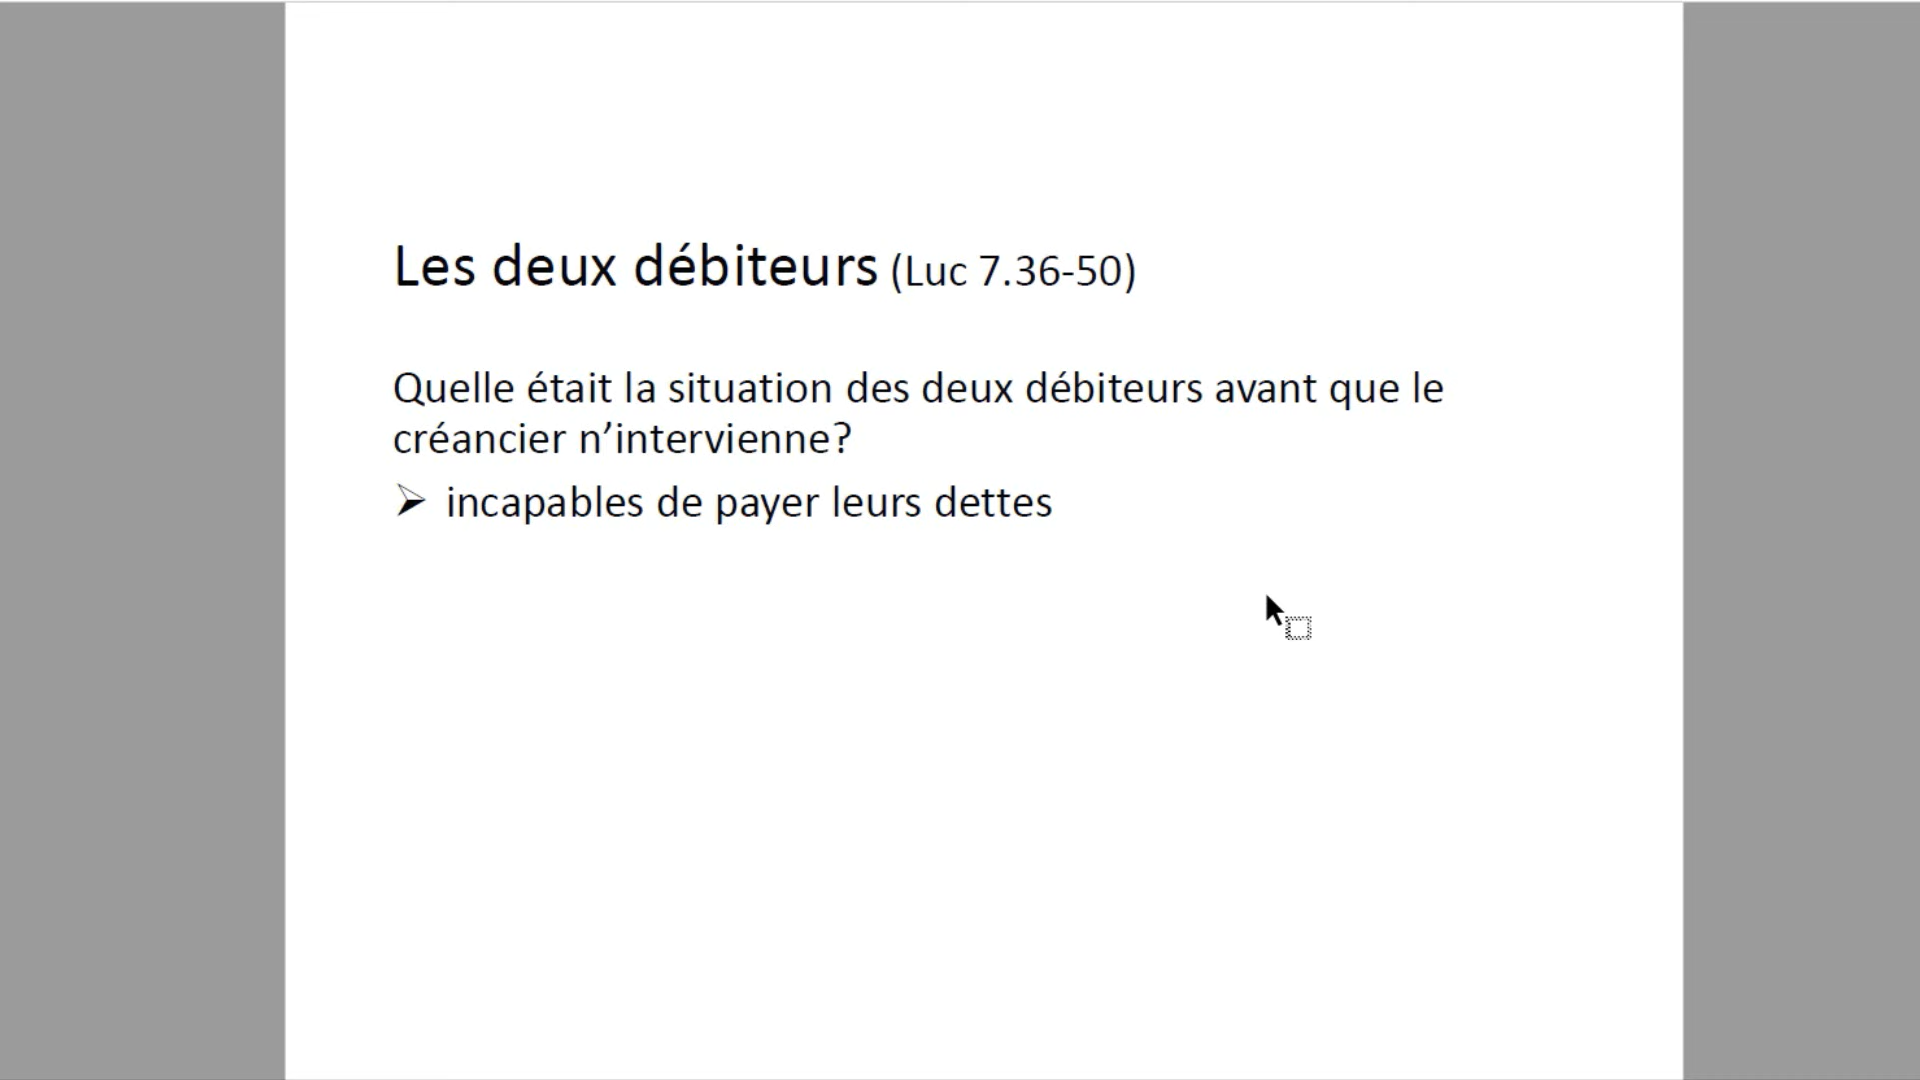 Les deux débiteurs (Luc 7.36-50)
Quelle était la situation des deux débiteurs avant que le
créancier n’intervienne?
➢ incapables de payer leurs dettes